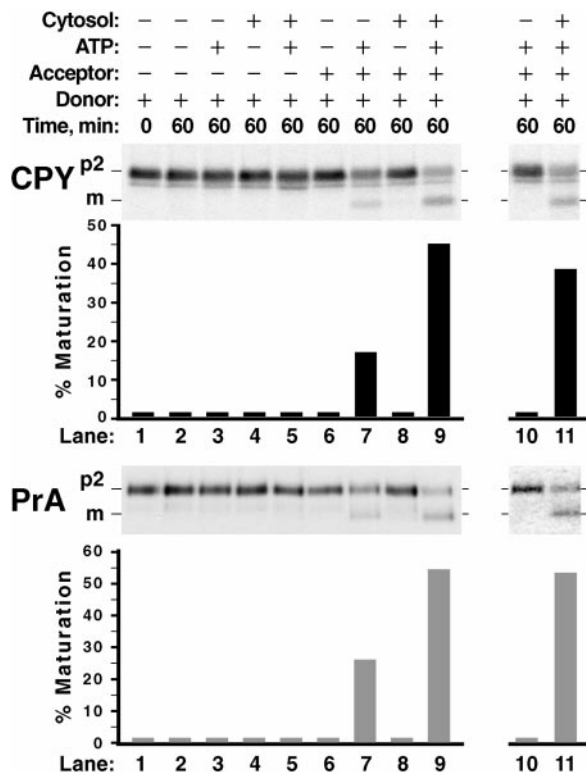 Cytosol: – – – + + – – + + – +
ATP: – – + – + – + – + + +
Acceptor: – – – – – + + + + + +
Donor: + + + + + + + + + + +
Time, min: 0 60 60 60 60 60 60 60 60 60 60
CPY
p2
m
% Maturation
50
40
30
20
10
0
Lane: 1 2 3 4 5 6 7 8 9 10 11
PrA
p2
m
% Maturation
60
50
40
30
20
10
0
Lane: 1 2 3 4 5 6 7 8 9 10 11